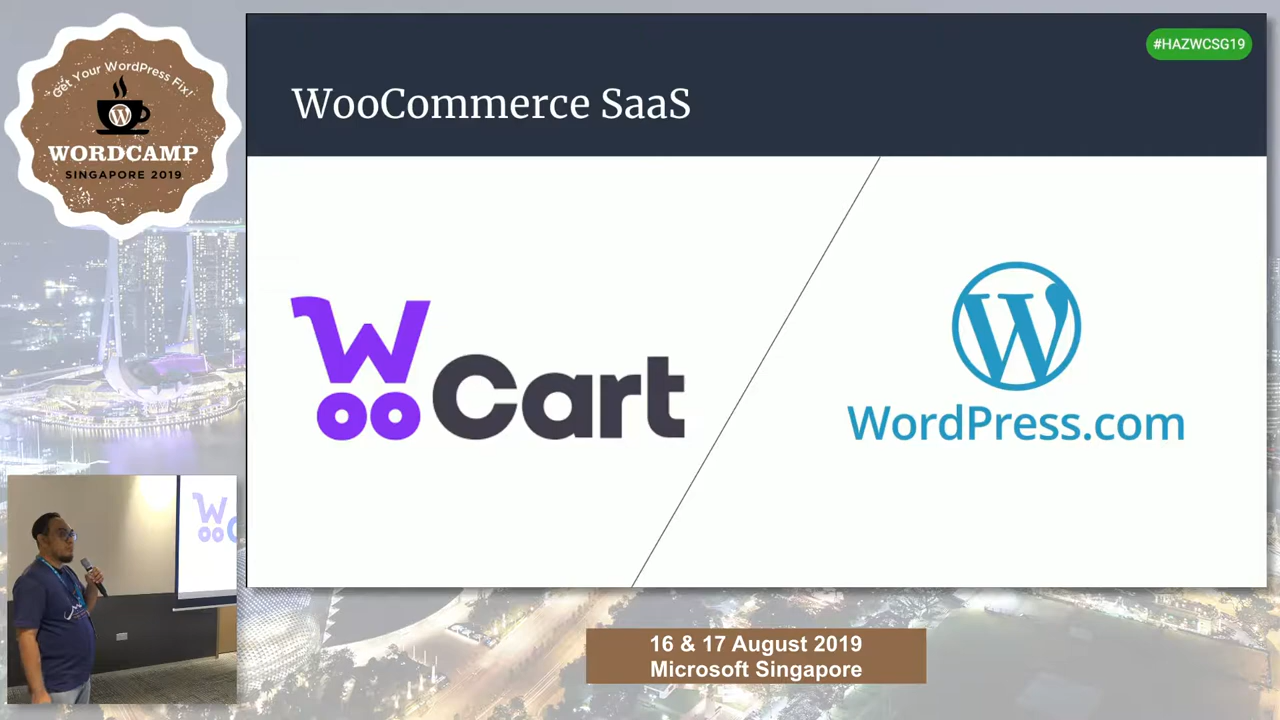 Get Your WordPress Fix!
WORDCAMP
SINGAPORE 2019
#HAZWCSG19
WooCommerce SaaS
Woo Cart
WordPress.com
16 & 17 August 2019
Microsoft Singapore